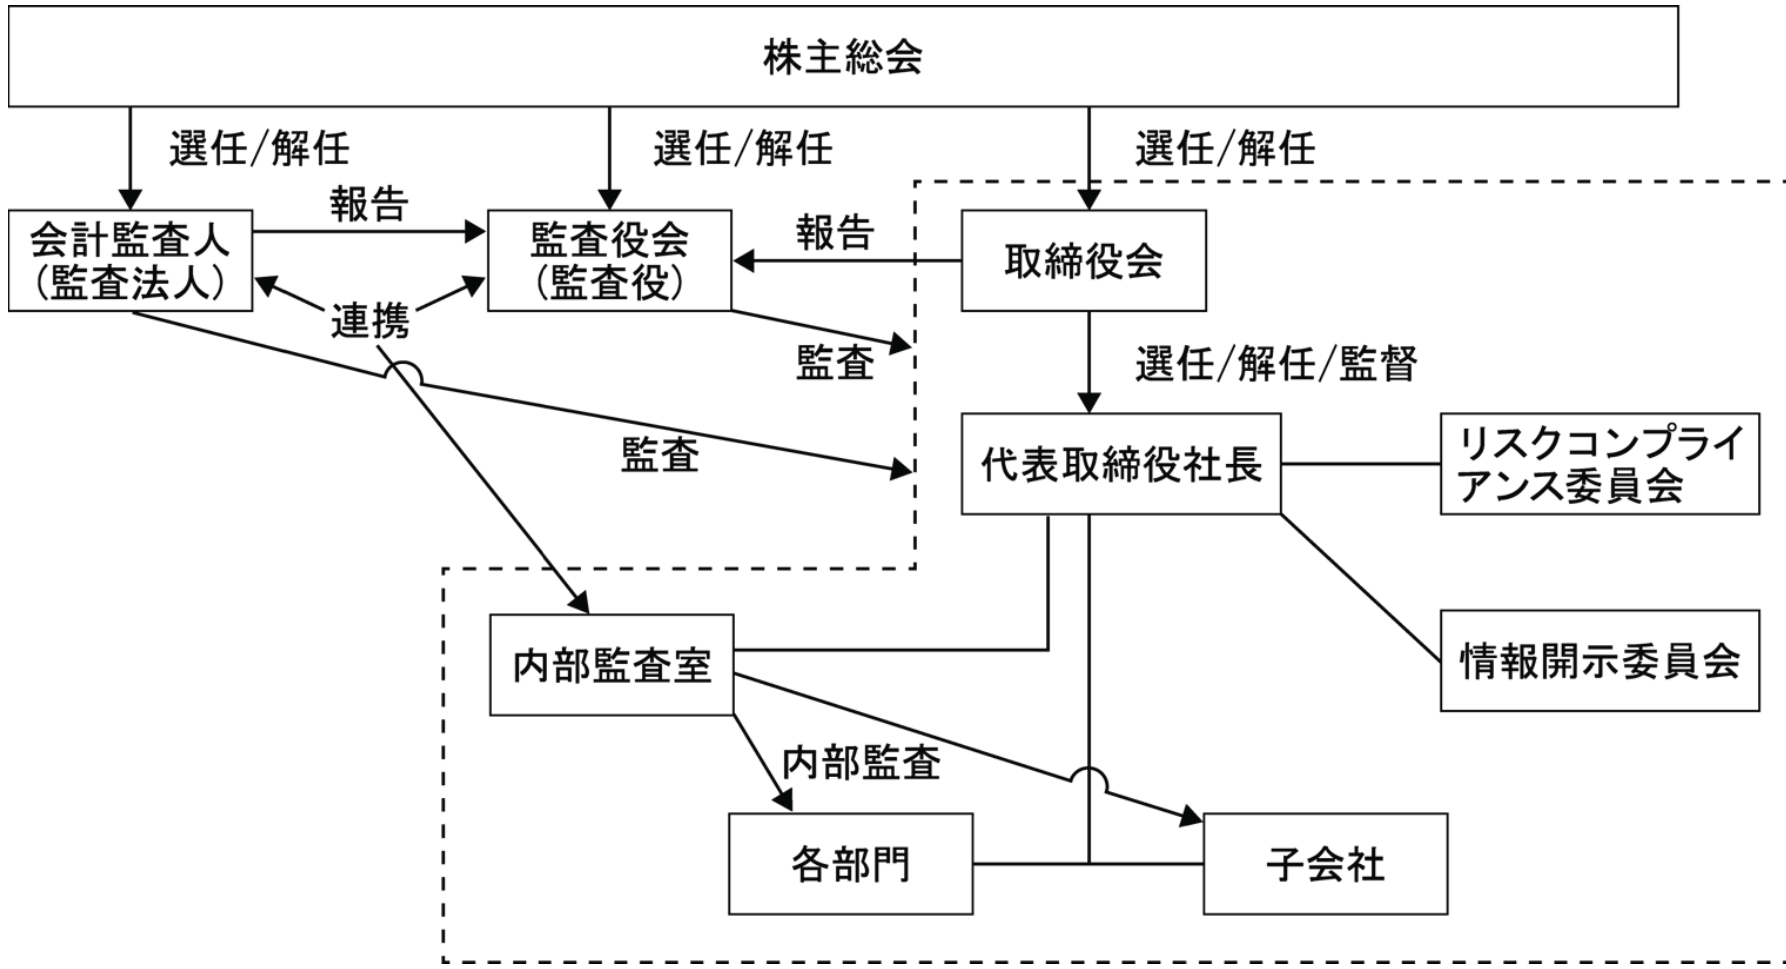 株主総会
選任/解任
選任/解任
選任/解任
報告
会計監査人
(監査法人)
監査役会
(監査役)
報告
取締役会
連携
監査
選任/解任/監督
監査
代表取締役社長
リスクコンプライ
アンス委員会
内部監査室
情報開示委員会
内部監査
各部門
子会社